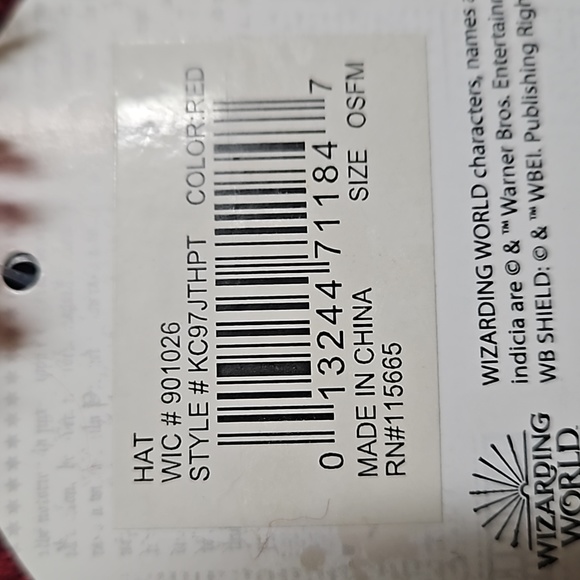 HAT
WIC # 901026
STYLE # KC97JTHPT COLOR:RED
0 13244 71184 7
MADE IN CHINA SIZE OSFM
RN#115665
WIZARDING WORLD characters, names
indicia are © & ™ Warner Bros. Entertainm
WB SHIELD: © & ™ WBEI. Publishing Righ
WIZARDING
WORLD